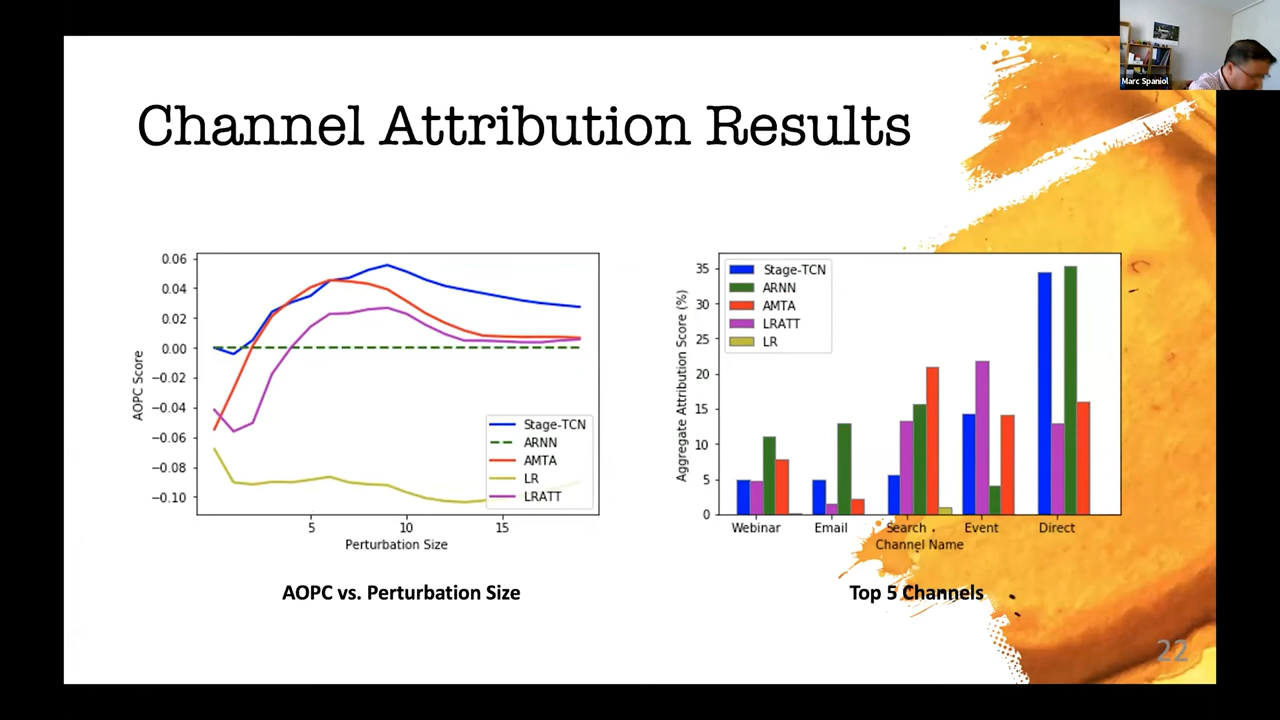 Marc Spaniol
Channel Attribution Results
0.06
0.04
0.02
0.00
−0.02
−0.04
−0.06
−0.08
−0.10
AOPC Score
Stage-TCN
ARNN
AMTA
LR
LRATT
5 10 15
Perturbation Size
AOPC vs. Perturbation Size
35
30
25
20
15
10
5
0
Aggregate Attribution Score (%)
Stage-TCN
ARNN
AMTA
LRATT
LR
Webinar Email Search Event Direct
Channel Name
Top 5 Channels
22